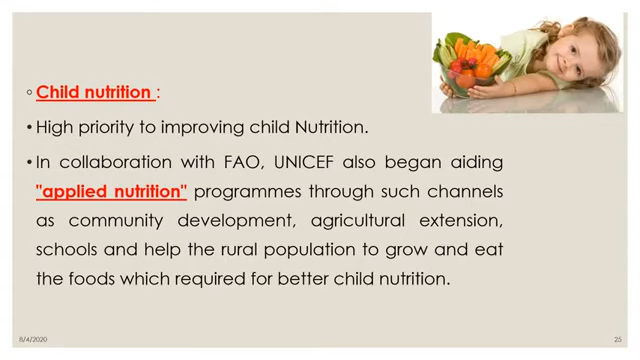 ◦ Child nutrition :
• High priority to improving child Nutrition.
• In collaboration with FAO, UNICEF also began aiding
"applied nutrition" programmes through such channels
as community development, agricultural extension,
schools and help the rural population to grow and eat
the foods which required for better child nutrition.
8/4/2020
25